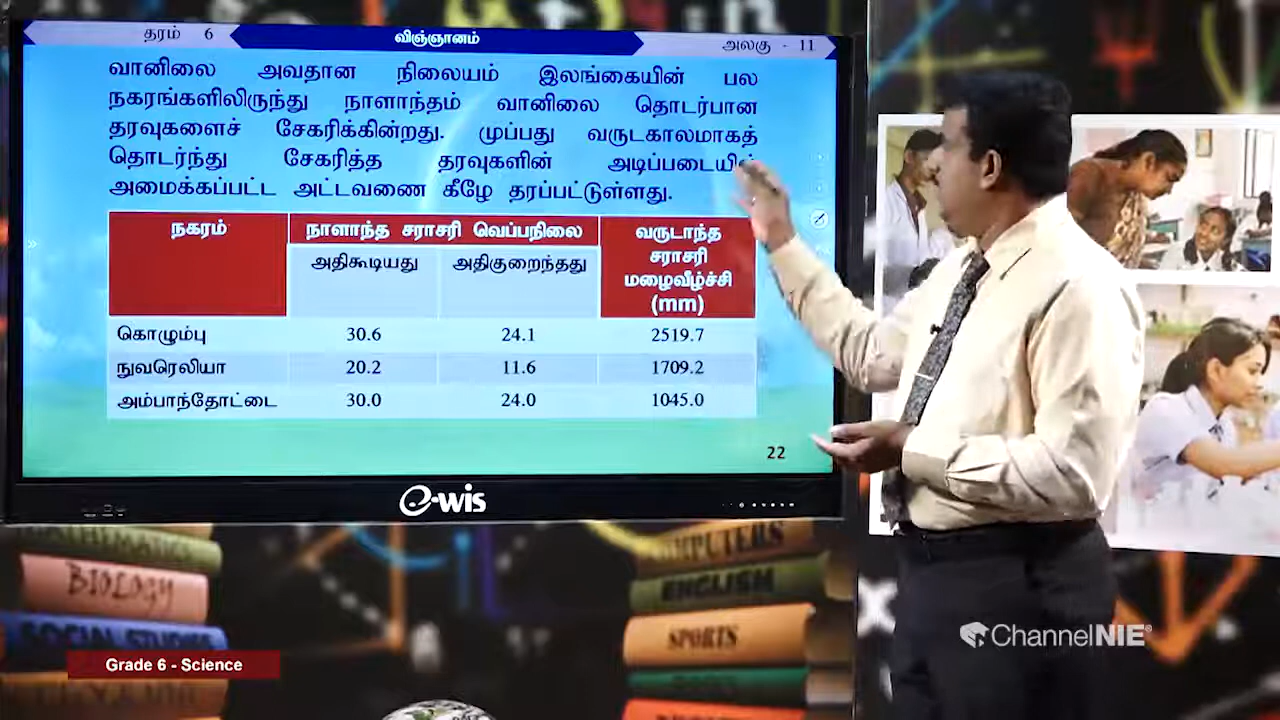 தரம் 6 விஞ்ஞானம் அலகு - 11
வானிலை அவதான நிலையம் இலங்கையின் பல
நகரங்களிலிருந்து நாளாந்தம் வானிலை தொடர்பான
தரவுகளைச் சேகரிக்கின்றது. முப்பது வருடகாலமாகத்
தொடர்ந்து சேகரித்த தரவுகளின் அடிப்படையில்
அமைக்கப்பட்ட அட்டவணை கீழே தரப்பட்டுள்ளது.
நகரம் நாளாந்த சராசரி வெப்பநிலை வருடாந்த
சராசரி
மழைவீழ்ச்சி
(mm)
அதிகூடியது அதிகுறைந்தது
கொழும்பு 30.6 24.1 2519.7
நுவரெலியா 20.2 11.6 1709.2
அம்பாந்தோட்டை 30.0 24.0 1045.0
22
e-wis
MATHEMATICS
BIOLOGY
SOCIAL STUDIES
COMPUTERS
ENGLISH
SPORTS
Grade 6 - Science
ChannelNIE